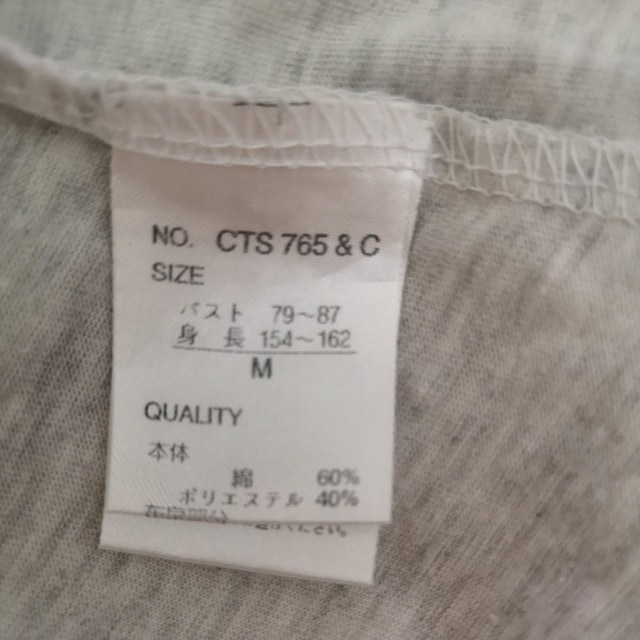 NO. CTS 765 & C
SIZE
バスト 79~87
身 長 154~162
M
QUALITY
本体
綿 60%
ポリエステル 40%